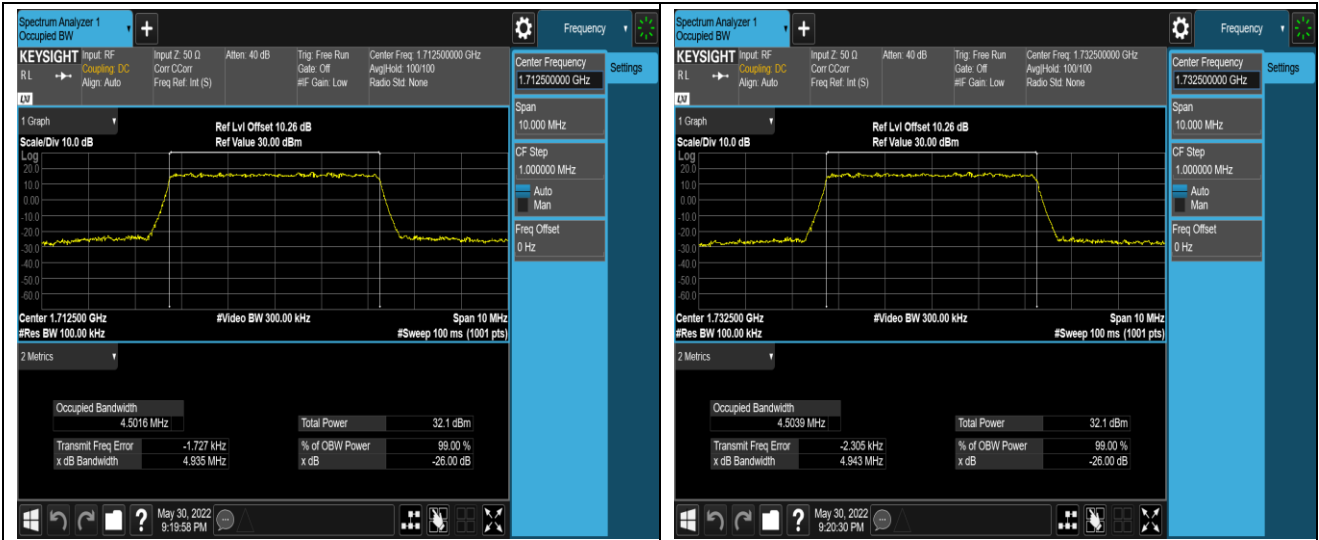 Spectrum Analyzer 1
Occupied BW
Frequency
KEYSIGHT
RL
Input: RF
Coupling: DC
Align: Auto
Input Z: 50 Ω
Corr CCorr
Freq Ref: Int (S)
Atten: 40 dB
Trig: Free Run
Gate: Off
#IF Gain: Low
Center Freq: 1.712500000 GHz
Avg|Hold: 100/100
Radio Std: None
LXI
Center Frequency
1.712500000 GHz
Settings
Span
10.000 MHz
CF Step
1.000000 MHz
Auto
Man
Freq Offset
0 Hz
1 Graph
Scale/Div 10.0 dB
Ref Lvl Offset 10.26 dB
Ref Value 30.00 dBm
Log
20.0
10.0
0.00
-10.0
-20.0
-30.0
-40.0
-50.0
-60.0
Center 1.712500 GHz
#Res BW 100.00 kHz
#Video BW 300.00 kHz
Span 10 MHz
#Sweep 100 ms (1001 pts)
2 Metrics
Occupied Bandwidth
4.5016 MHz
Total Power 32.1 dBm
Transmit Freq Error -1.727 kHz
% of OBW Power 99.00 %
x dB Bandwidth 4.935 MHz
x dB -26.00 dB
?
May 30, 2022
9:19:58 PM
Spectrum Analyzer 1
Occupied BW
Frequency
KEYSIGHT
RL
Input: RF
Coupling: DC
Align: Auto
Input Z: 50 Ω
Corr CCorr
Freq Ref: Int (S)
Atten: 40 dB
Trig: Free Run
Gate: Off
#IF Gain: Low
Center Freq: 1.732500000 GHz
Avg|Hold: 100/100
Radio Std: None
LXI
Center Frequency
1.732500000 GHz
Settings
Span
10.000 MHz
CF Step
1.000000 MHz
Auto
Man
Freq Offset
0 Hz
1 Graph
Scale/Div 10.0 dB
Ref Lvl Offset 10.26 dB
Ref Value 30.00 dBm
Log
20.0
10.0
0.00
-10.0
-20.0
-30.0
-40.0
-50.0
-60.0
Center 1.732500 GHz
#Res BW 100.00 kHz
#Video BW 300.00 kHz
Span 10 MHz
#Sweep 100 ms (1001 pts)
2 Metrics
Occupied Bandwidth
4.5039 MHz
Total Power 32.1 dBm
Transmit Freq Error -2.305 kHz
% of OBW Power 99.00 %
x dB Bandwidth 4.943 MHz
x dB -26.00 dB
?
May 30, 2022
9:20:30 PM